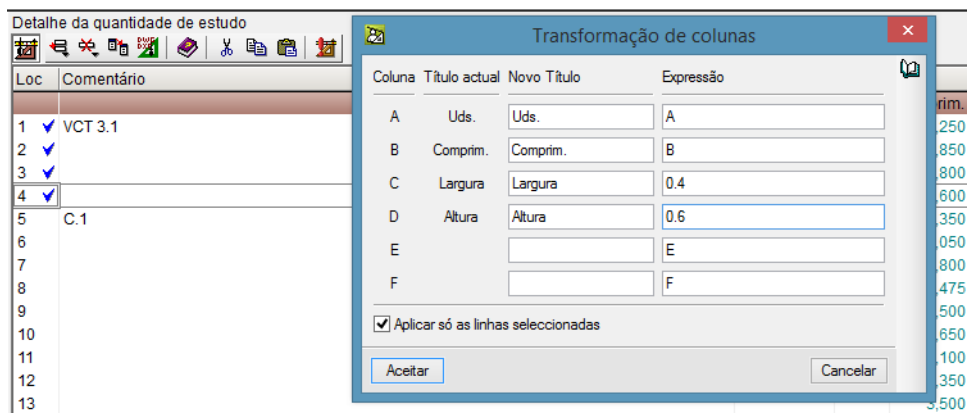 Detalhe da quantidade de estudo
Transformação de colunas
Loc Comentário
Coluna Título actual Novo Título Expressão
A Uds. Uds. A
B Comprim. Comprim. B
C Largura Largura 0.4
D Altura Altura 0.6
E E
F F
Aplicar só as linhas seleccionadas
Aceitar Cancelar
rim.
1 VCT 3.1 ,250
2 ,850
3 ,800
4 ,600
5 C.1 ,350
6 ,050
7 ,800
8 ,475
9 ,500
10 ,650
11 ,100
12 ,350
13 3,500